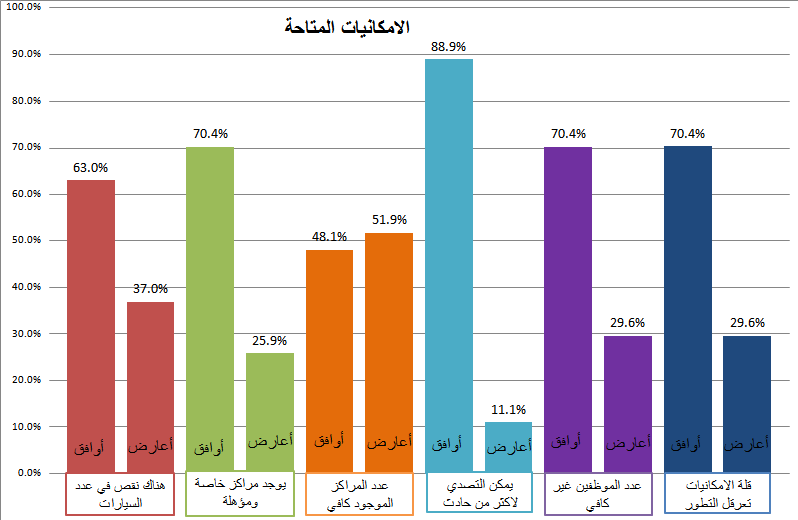 الامكانيات المتاحة
100.0%
90.0%
80.0%
70.0%
60.0%
50.0%
40.0%
30.0%
20.0%
10.0%
0.0%
63.0%
37.0%
70.4%
25.9%
48.1%
51.9%
88.9%
11.1%
70.4%
29.6%
70.4%
29.6%
أوافق
أعارض
أوافق
أعارض
أوافق
أعارض
أوافق
أعارض
أوافق
أعارض
أوافق
أعارض
هناك نقص في عدد
السيارات
يوجد مراكز خاصة
ومؤهلة
عدد المراكز
الموجود كافي
يمكن التصدي
لاكثر من حادث
عدد الموظفين غير
كافي
قلة الامكانيات
تعرقل التطور